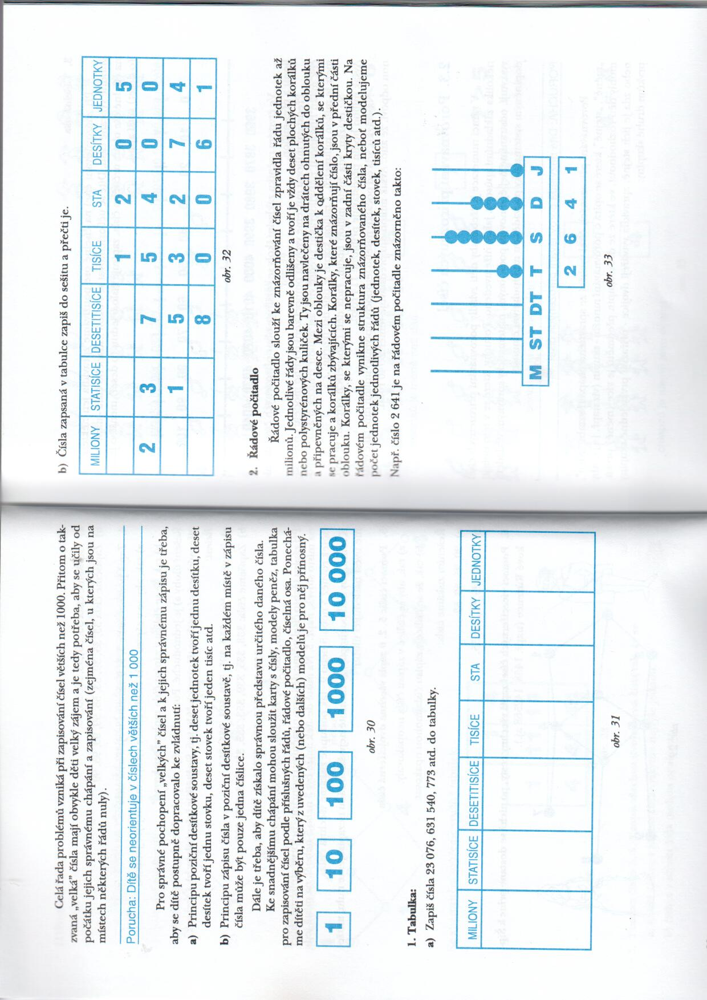 Celá řada problémů vzniká při zapisování čísel větších než 1000. Přitom o tak-
zvaná „velká” čísla mají obvykle děti velký zájem a je tedy potřeba, aby se učily od
počátku jejich správnému chápání a zapisování (zejména čísel, u kterých jsou na
místech některých řádů nuly).
Porucha: Dítě se neorientuje v číslech větších než 1 000
Pro správné pochopení „velkých” čísel a k jejich správnému zápisu je třeba,
aby se dítě postupně dopracovalo ke zvládnutí:
a) Principu poziční desítkové soustavy, tj. deset jednotek tvoří jednu desítku, deset
desítek tvoří jednu stovku, deset stovek tvoří jeden tisíc atd.
b) Principu zápisu čísla v poziční desítkové soustavě, tj. na každém místě v zápisu
čísla může být pouze jedna číslice.
Dále je třeba, aby dítě získalo správnou představu určitého daného čísla.
Ke snadnějšímu chápání mohou sloužit karty s čísly, modely peněz, tabulka
pro zapisování čísel podle příslušných řádů, řádové počitadlo, číselná osa. Ponechá-
me dítěti na výběru, který z uvedených (nebo dalších) modelů je pro něj přínosný.
1 10 100 1000 10 000
obr. 30
1. Tabulka:
a) Zapiš čísla 23 076, 631 540, 773 atd. do tabulky.
MILIONY STATISÍCE DESETITISÍCE TISÍCE STA DESÍTKY JEDNOTKY
obr. 31
b) Čísla zapsaná v tabulce zapiš do sešitu a přečti je.
MILIONY STATISÍCE DESETITISÍCE TISÍCE STA DESÍTKY JEDNOTKY
1 2 0 5
2 3 7 5 4 0 0
1 5 3 2 7 4
8 0 0 6 1
obr. 32
2. Řádové počitadlo
Řádové počitadlo slouží ke znázorňování čísel zpravidla řádu jednotek až
milionů. Jednotlivé řády jsou barevně odlišeny a tvoří je vždy deset plochých korálků
nebo polystyrénových kuliček. Ty jsou navlečeny na drátech ohnutých do oblouku
a připevněných na desce. Mezi oblouky je destička k oddělení korálků, se kterými
se pracuje a korálků zbývajících. Korálky, které znázorňují číslo, jsou v přední části
oblouku. Korálky, se kterými se nepracuje, jsou v zadní části kryty destičkou. Na
řádovém počitadle vynikne struktura znázorňovaného čísla, neboť modelujeme
počet jednotek jednotlivých řádů (jednotek, desítek, stovek, tisíců atd.).
Např. číslo 2 641 je na řádovém počitadle znázorněno takto:
M ST DT T S D J
2 6 4 1
obr. 33